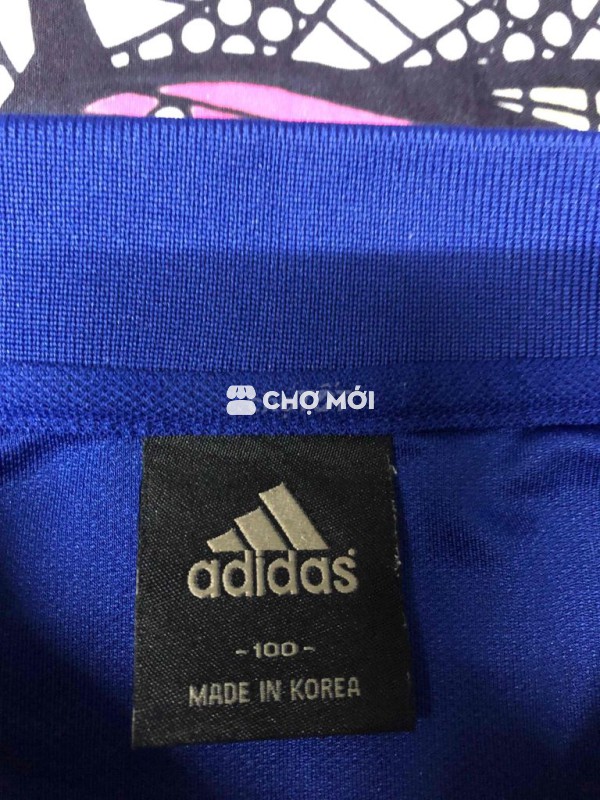 CHỢ MỚI
adidas
-100-
MADE IN KOREA